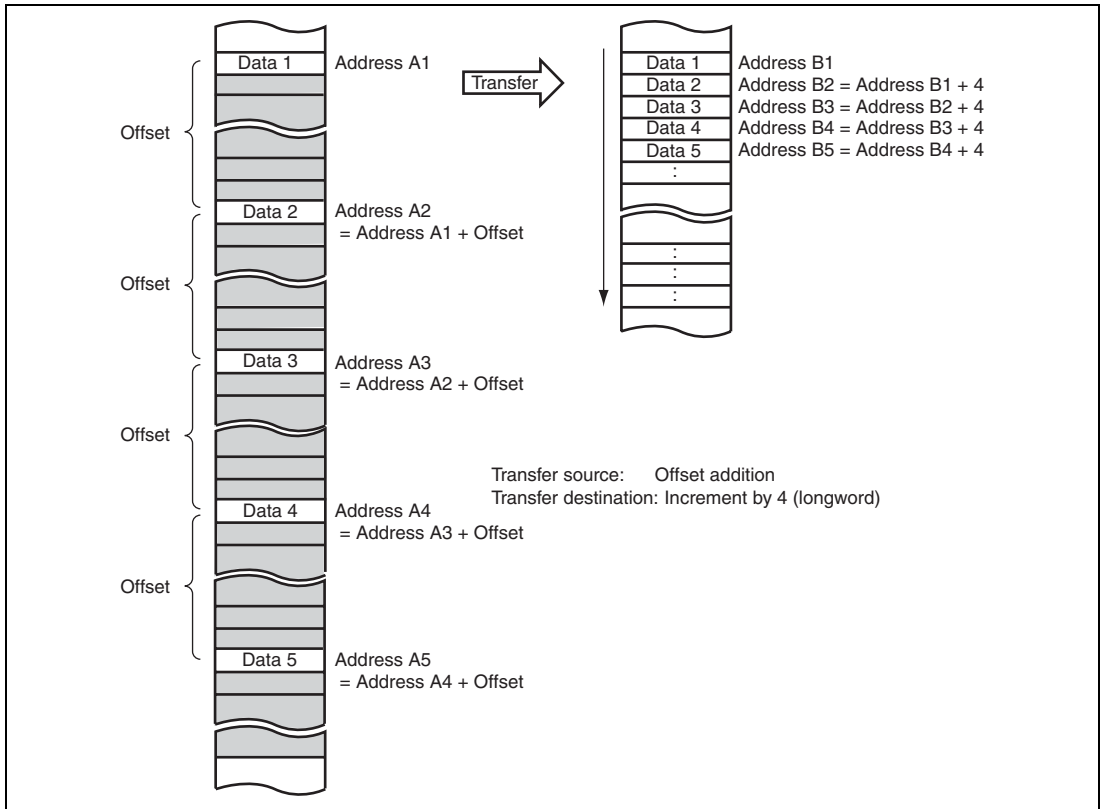 Data 1
Address A1
Offset
Data 2
Address A2
= Address A1 + Offset
Offset
Data 3
Address A3
= Address A2 + Offset
Offset
Data 4
Address A4
= Address A3 + Offset
Offset
Data 5
Address A5
= Address A4 + Offset
Transfer
Data 1 Address B1
Data 2 Address B2 = Address B1 + 4
Data 3 Address B3 = Address B2 + 4
Data 4 Address B4 = Address B3 + 4
Data 5 Address B5 = Address B4 + 4
:
:
:
:
Transfer source: Offset addition
Transfer destination: Increment by 4 (longword)